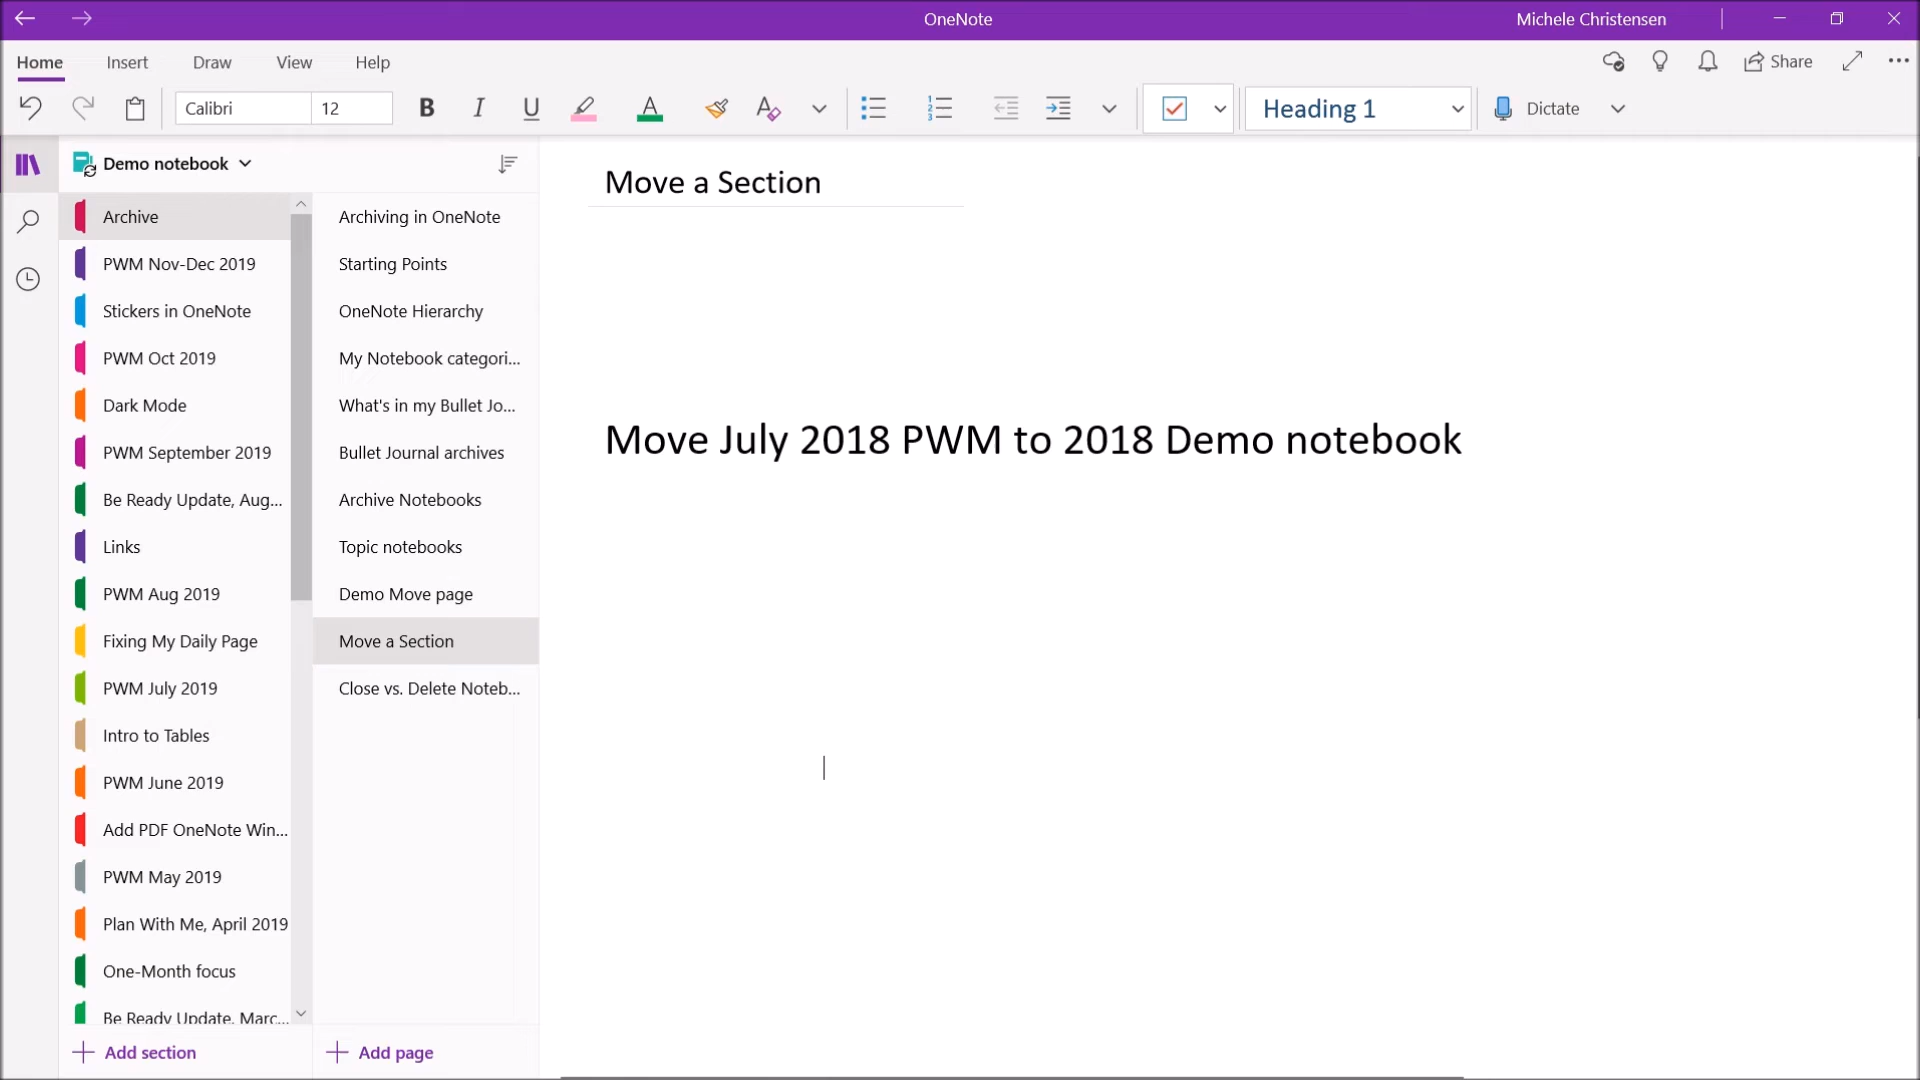 OneNote
Michele Christensen
Home
Insert
Draw
View
Help
Share
Calibri
12
B
I
U
A
A
Heading 1
Dictate
Demo notebook
Archive
PWM Nov-Dec 2019
Stickers in OneNote
PWM Oct 2019
Dark Mode
PWM September 2019
Be Ready Update, Aug...
Links
PWM Aug 2019
Fixing My Daily Page
PWM July 2019
Intro to Tables
PWM June 2019
Add PDF OneNote Win...
PWM May 2019
Plan With Me, April 2019
One-Month focus
Be Ready Update, Marc...
Add section
Archiving in OneNote
Starting Points
OneNote Hierarchy
My Notebook categori...
What's in my Bullet Jo...
Bullet Journal archives
Archive Notebooks
Topic notebooks
Demo Move page
Move a Section
Close vs. Delete Noteb...
Add page
Move a Section
Move July 2018 PWM to 2018 Demo notebook